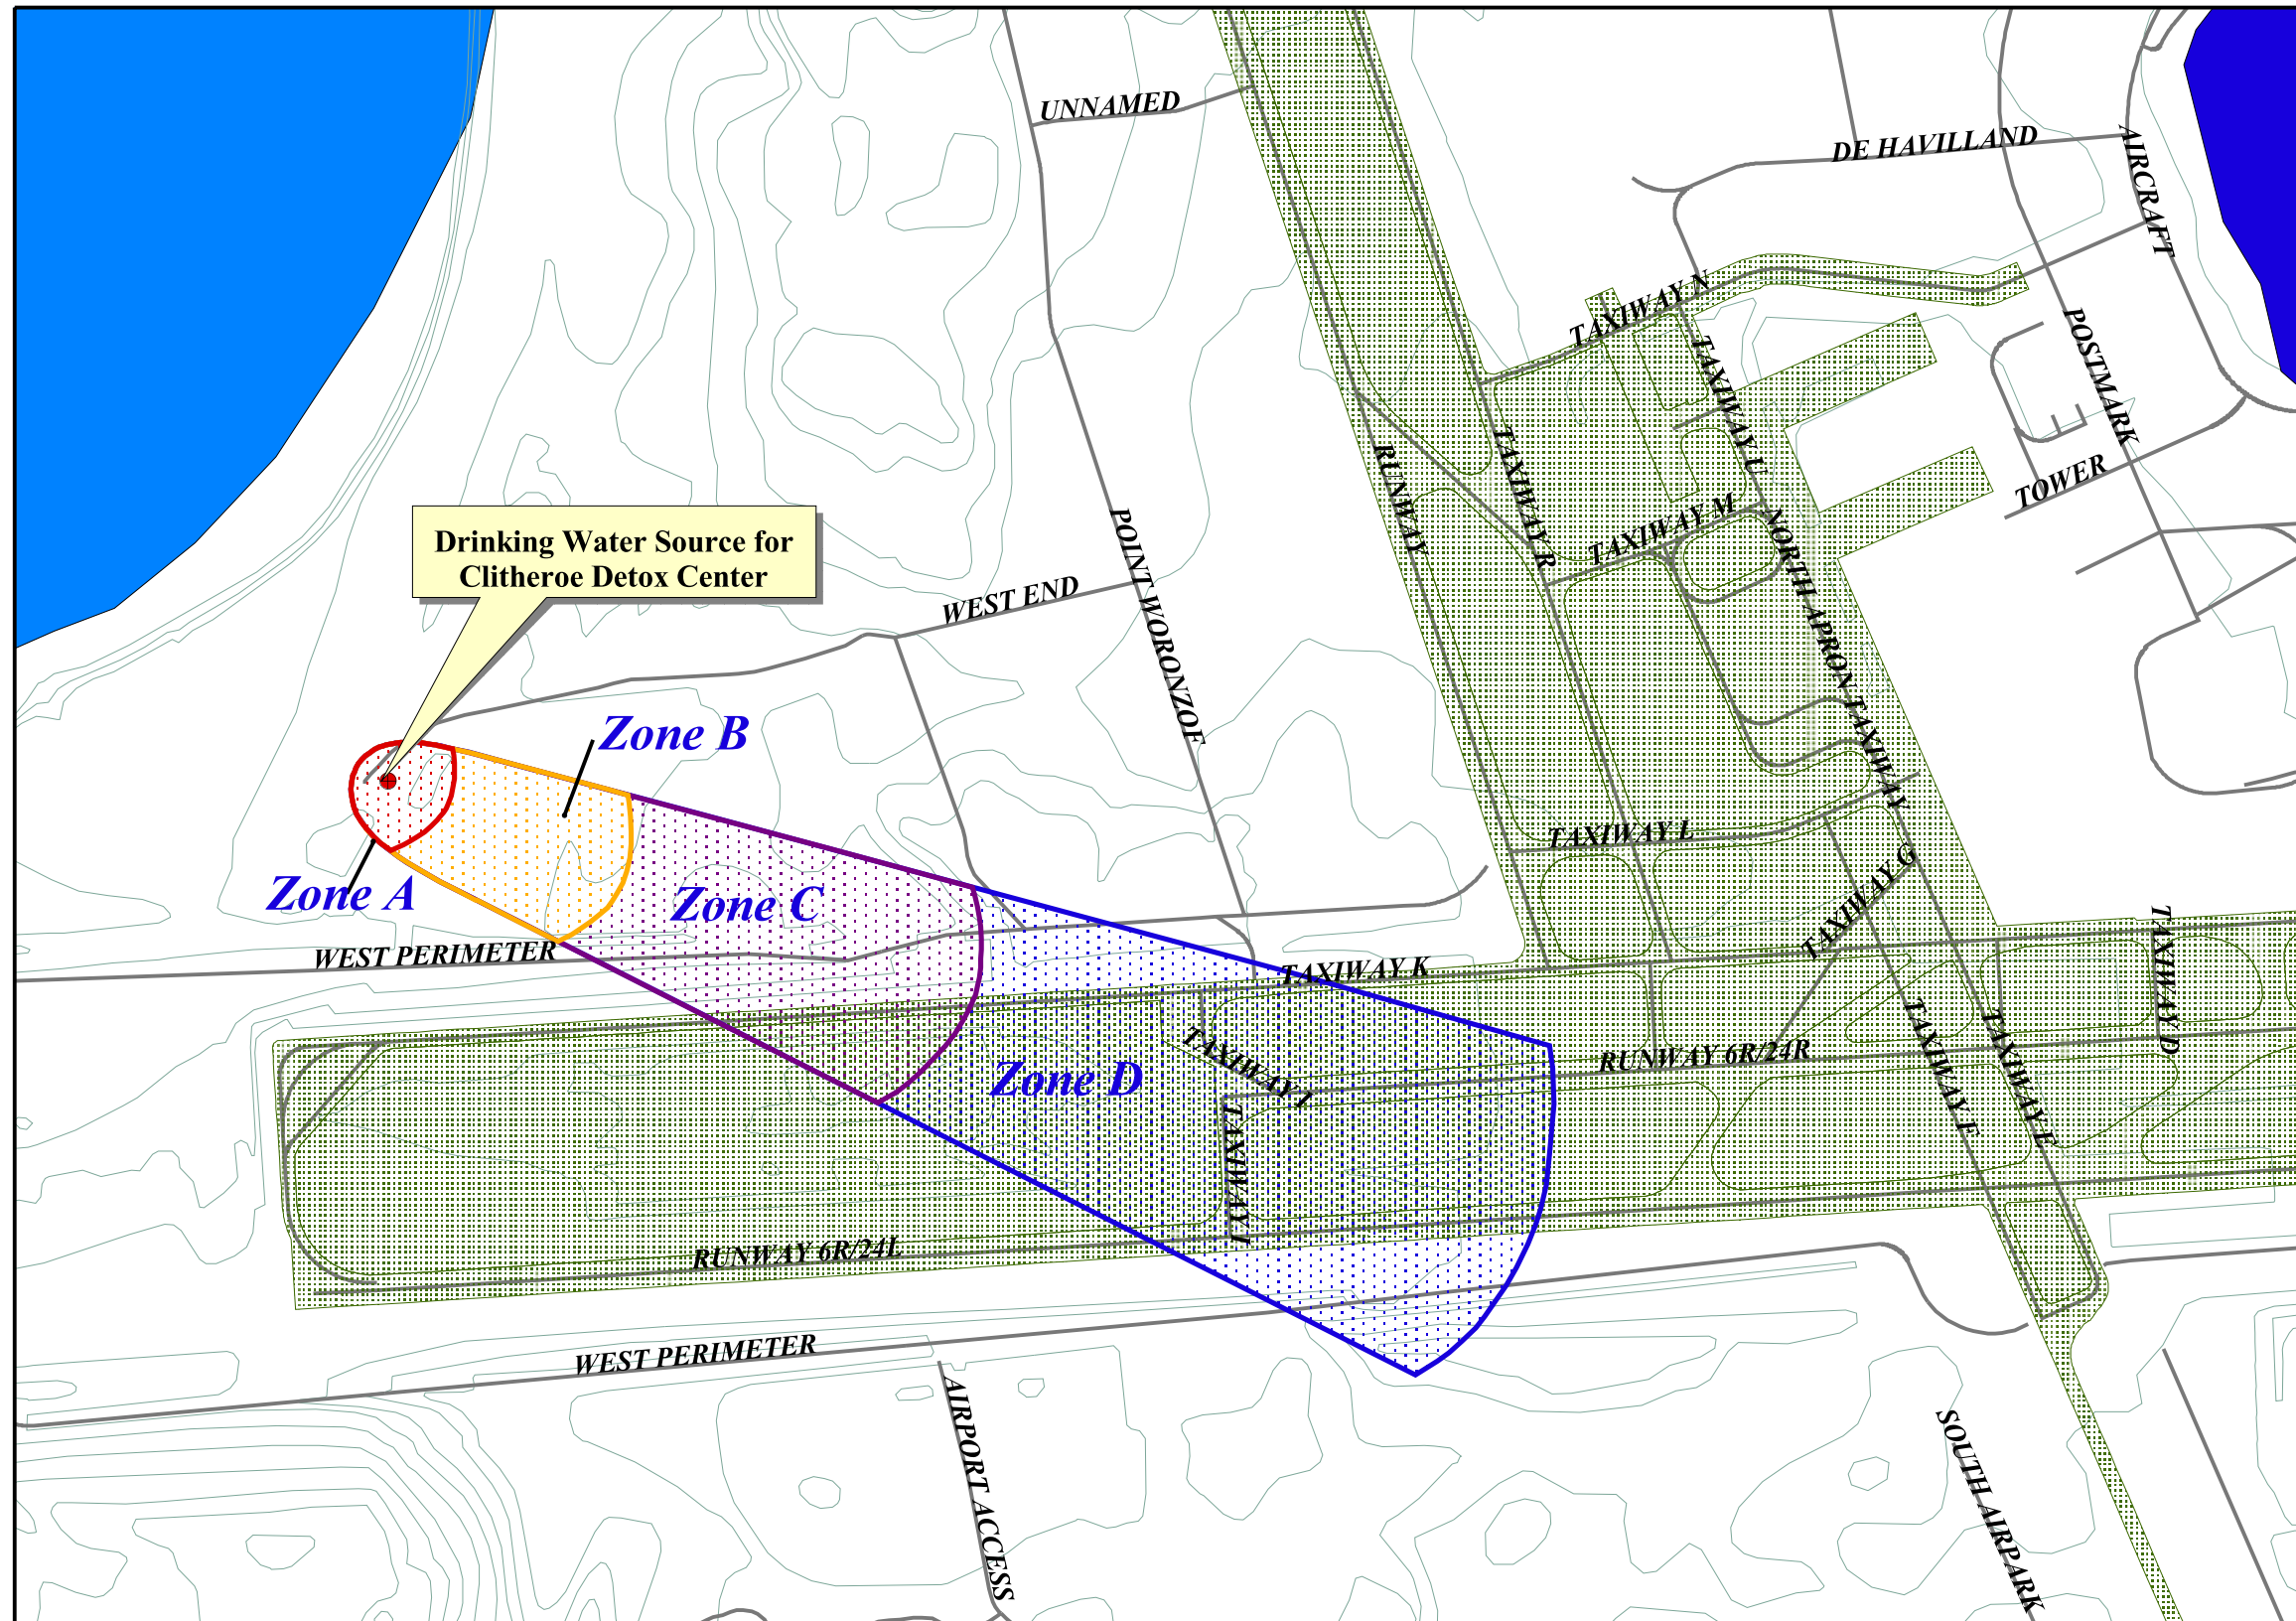 UNNAMED
DE HAVILLAND
AIRCRAFT
TAXIWAY N
POSTMARK
TAXIWAY U
RUNWAY
TAXIWAY R
TOWER
TAXIWAY M
Drinking Water Source for
Clitheroe Detox Center
POINT WORONZOF
NORTH APRON TAXIWAY
WEST END
Zone B
TAXIWAY L
TAXIWAY G
Zone A
Zone C
WEST PERIMETER
TAXIWAY K
TAXIWAY D
TAXIWAY I
Zone D
RUNWAY 6R/24R
TAXIWAY F
TAXIWAY E
TAXIWAY I
RUNWAY 6R/24L
WEST PERIMETER
AIRPORT ACCESS
SOUTH AIRPARK